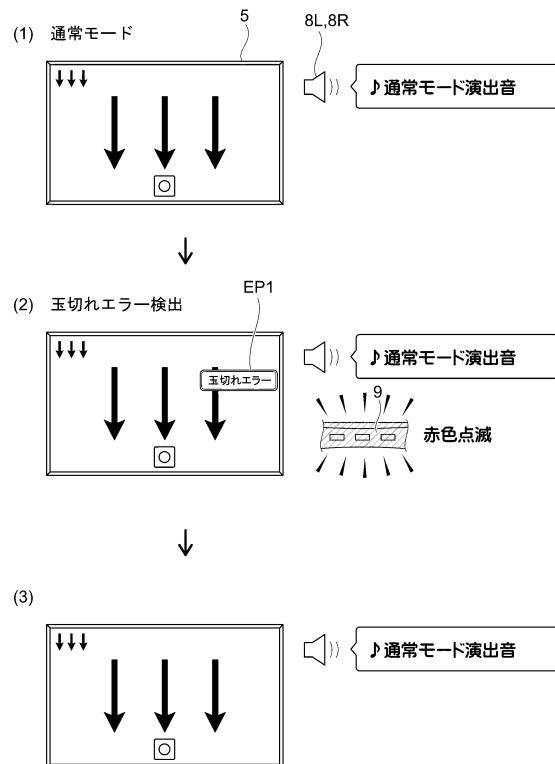 (1) 通常モード
5
8L,8R
♪通常モード演出音
(2) 玉切れエラー検出
EP1
玉切れエラー
♪通常モード演出音
9
赤色点滅
(3)
♪通常モード演出音